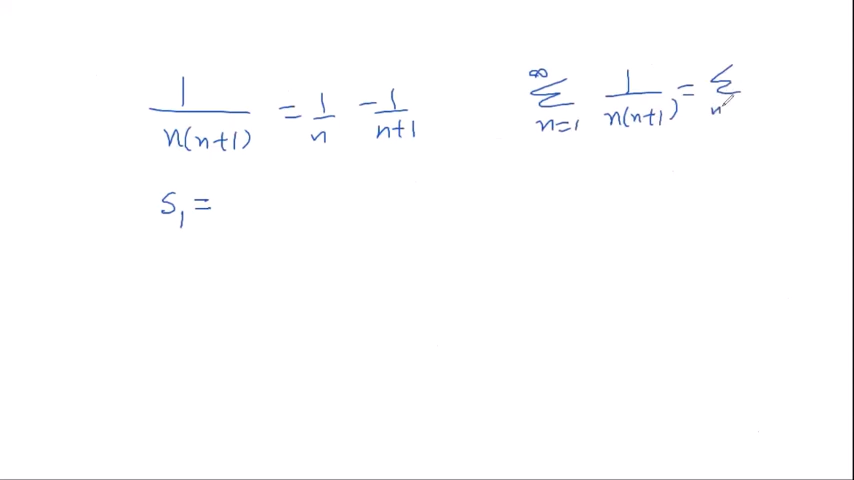 1/(n(n+1)) = 1/n - 1/(n+1)
∞∑n=1 1/(n(n+1)) = ∑n
S₁ =